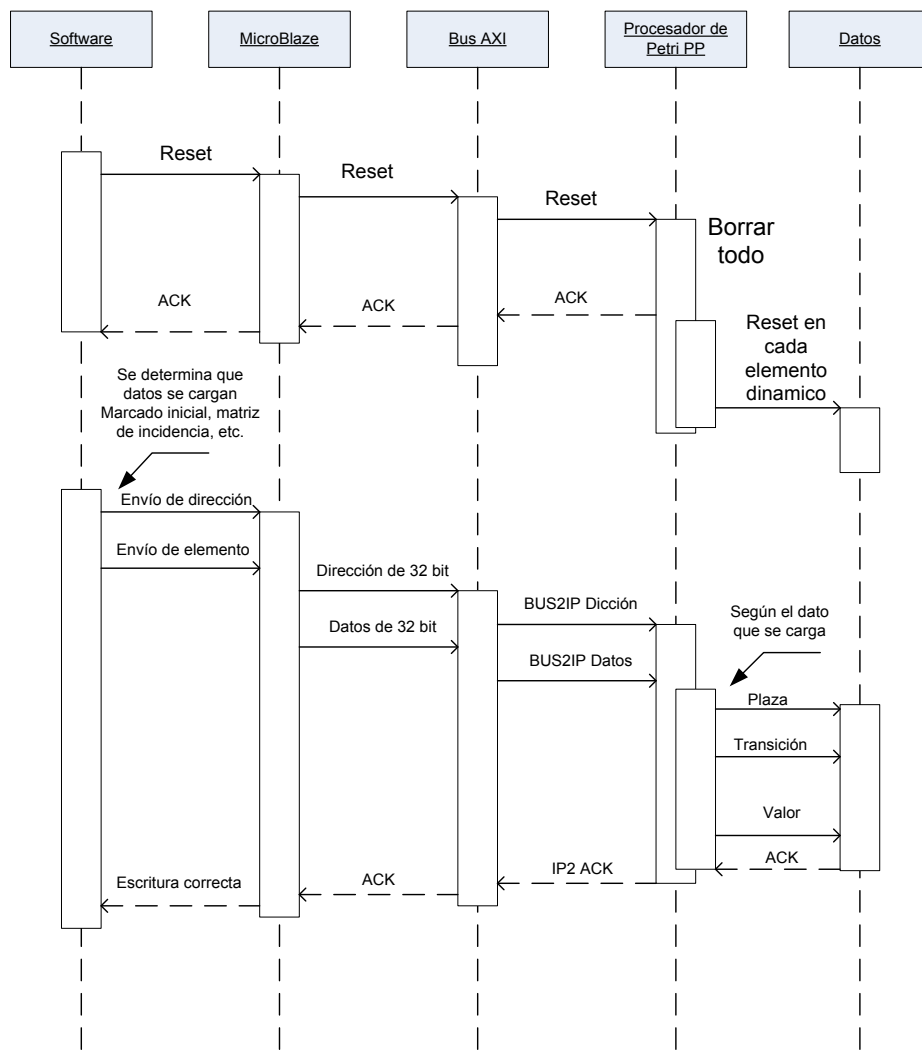 Software
MicroBlaze
Bus AXI
Procesador de
Petri PP
Datos
Reset
Reset
Reset
Borrar
todo
ACK
ACK
ACK
Reset en
cada
elemento
dinamico
Se determina que
datos se cargan
Marcado inicial, matriz
de incidencia, etc.
Envío de dirección
Envío de elemento
Dirección de 32 bit
Datos de 32 bit
BUS2IP Dicción
BUS2IP Datos
Según el dato
que se carga
Plaza
Transición
Valor
ACK
IP2 ACK
ACK
Escritura correcta